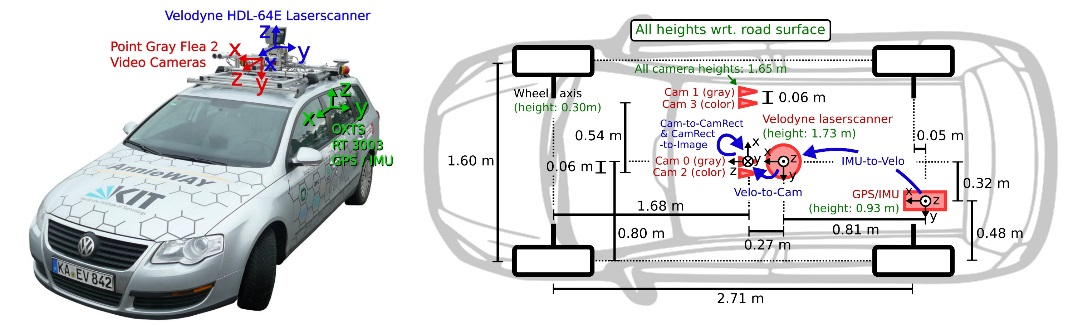 Velodyne HDL-64E Laserscanner
Point Gray Flea 2
Video Cameras
z
y
x
x
z
y
z
y
x
OXTS
RT 3003
GPS / IMU
AnnieWAY
KIT
KA EV 842
All heights wrt. road surface
All camera heights: 1.65 m
Wheel axis
(height: 0.30m)
Cam 1 (gray)
Cam 3 (color)
0.06 m
Velodyne laserscanner
(height: 1.73 m)
Cam-to-CamRect
& CamRect
-to-Image
0.54 m
0.05 m
1.60 m
0.06 m
Cam 0 (gray)
Cam 2 (color)
x
y
z
x
z
y
IMU-to-Velo
Velo-to-Cam
0.32 m
GPS/IMU
(height: 0.93 m)
x
z
y
1.68 m
0.80 m
0.81 m
0.48 m
0.27 m
2.71 m